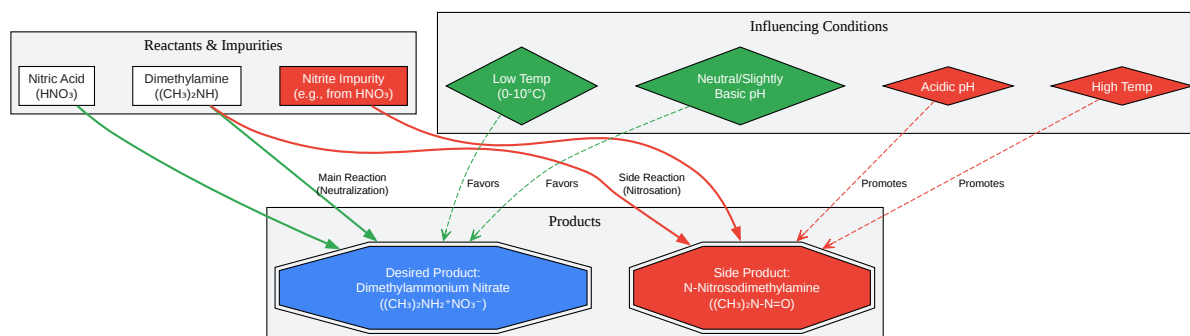 Influencing Conditions
Reactants & Impurities
Nitric Acid
(HNO₃)
Dimethylamine
((CH₃)₂NH)
Nitrite Impurity
(e.g., from HNO₃)
Low Temp
(0-10°C)
Neutral/Slightly
Basic pH
Acidic pH
High Temp
Main Reaction
(Neutralization)
Favors
Favors
Side Reaction
(Nitrosation)
Promotes
Promotes
Products
Desired Product:
Dimethylammonium Nitrate
((CH₃)₂NH₂⁺NO₃⁻)
Side Product:
N-Nitrosodimethylamine
((CH₃)₂N-N=O)